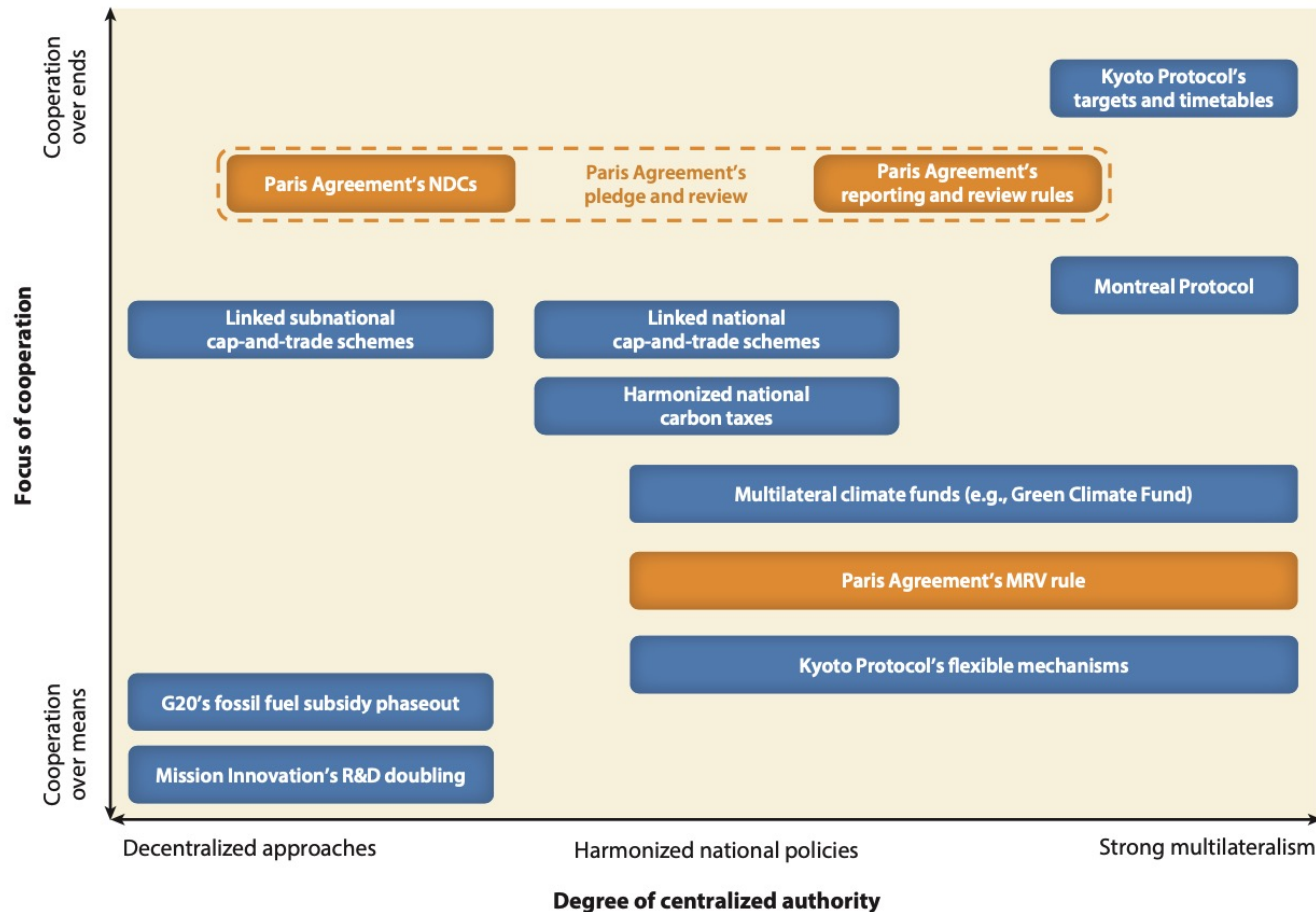 Cooperation
over ends
Kyoto Protocol's
targets and timetables
Paris Agreement's NDCs
Paris Agreement's
pledge and review
Paris Agreement's
reporting and review rules
Montreal Protocol
Linked subnational
cap-and-trade schemes
Linked national
cap-and-trade schemes
Harmonized national
carbon taxes
Focus of cooperation
Multilateral climate funds (e.g., Green Climate Fund)
Paris Agreement's MRV rule
Kyoto Protocol's flexible mechanisms
G20's fossil fuel subsidy phaseout
Cooperation
over means
Mission Innovation's R&D doubling
Decentralized approaches
Harmonized national policies
Strong multilateralism
Degree of centralized authority